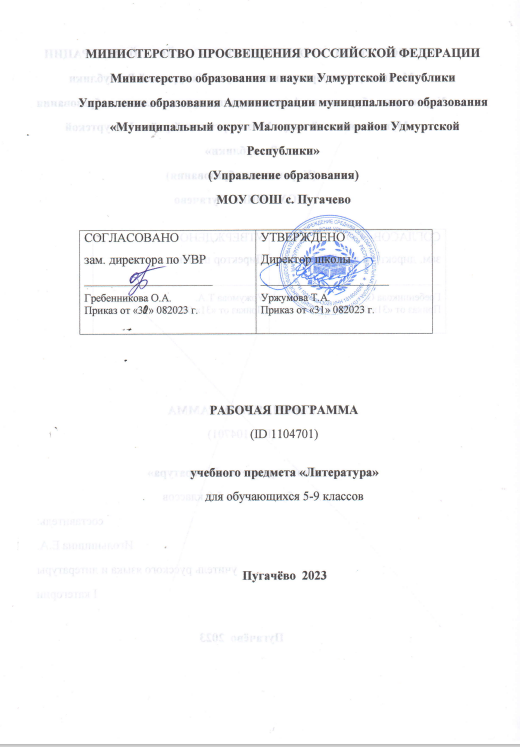 МИНИСТЕРСТВО ПРОСВЕЩЕНИЯ РОССИЙСКОЙ ФЕДЕРАЦИИ
Министерство образования и науки Удмуртской Республики
Управление образования Администрации муниципального образования
«Муниципальный округ Малопургинский район Удмуртской
Республики»
(Управление образования)
МОУ СОШ с. Пугачево
СОГЛАСОВАНО
зам. директора по УВР
Гребенникова О.А.
Приказ от «31» 082023 г.
УТВЕРЖДЕНО
Директор школы
Уржумова Т.А.
Приказ от «31» 082023 г.
РАБОЧАЯ ПРОГРАММА
(ID 1104701)
учебного предмета «Литература»
для обучающихся 5-9 классов
Пугачёво 2023